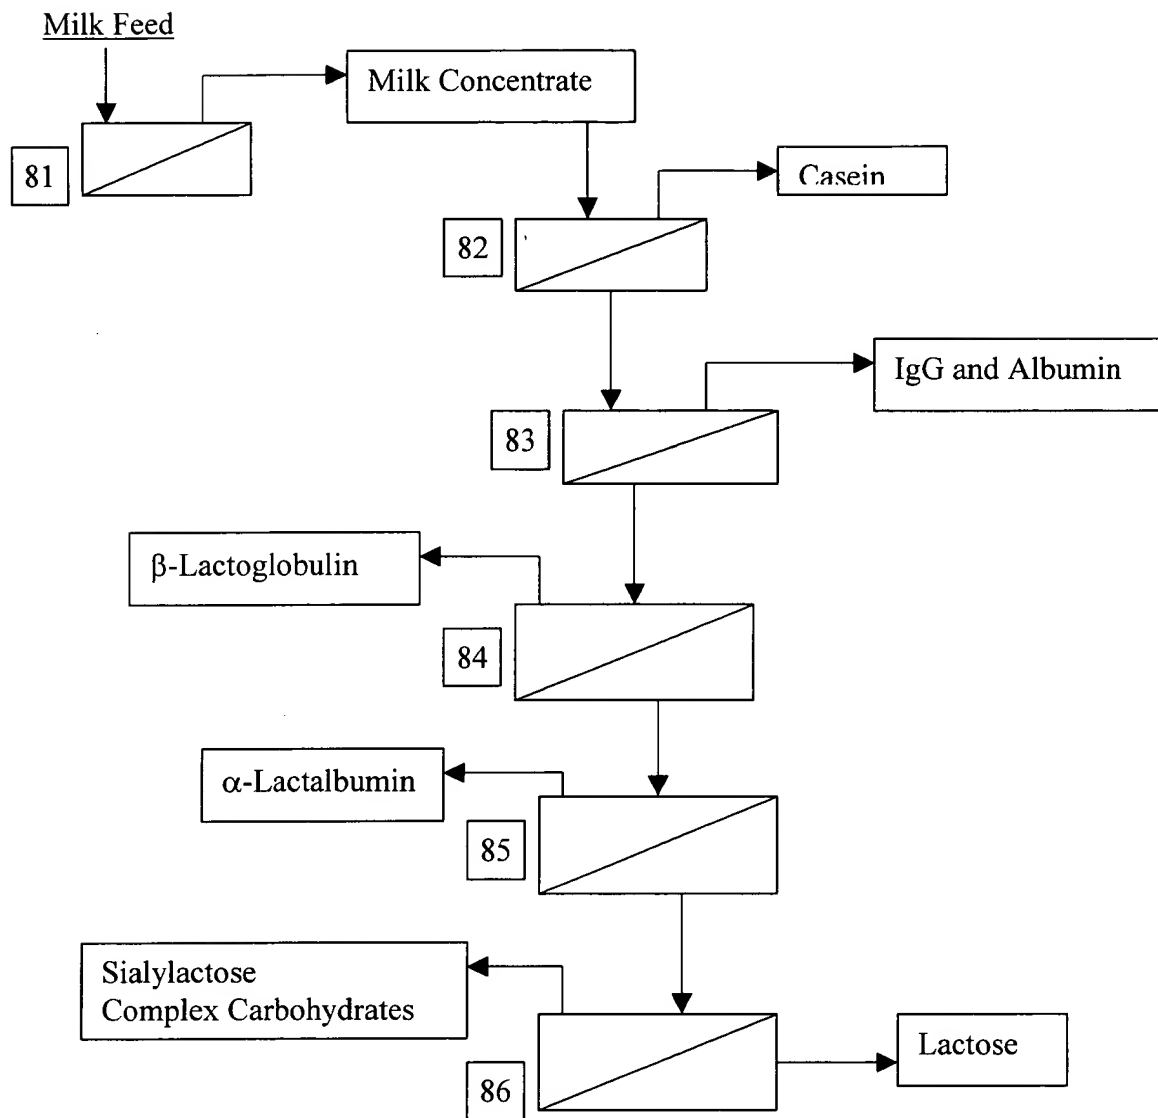 Milk Feed
Milk Concentrate
81
Casein
82
IgG and Albumin
83
β-Lactoglobulin
84
α-Lactalbumin
85
Sialylactose
Complex Carbohydrates
Lactose
86